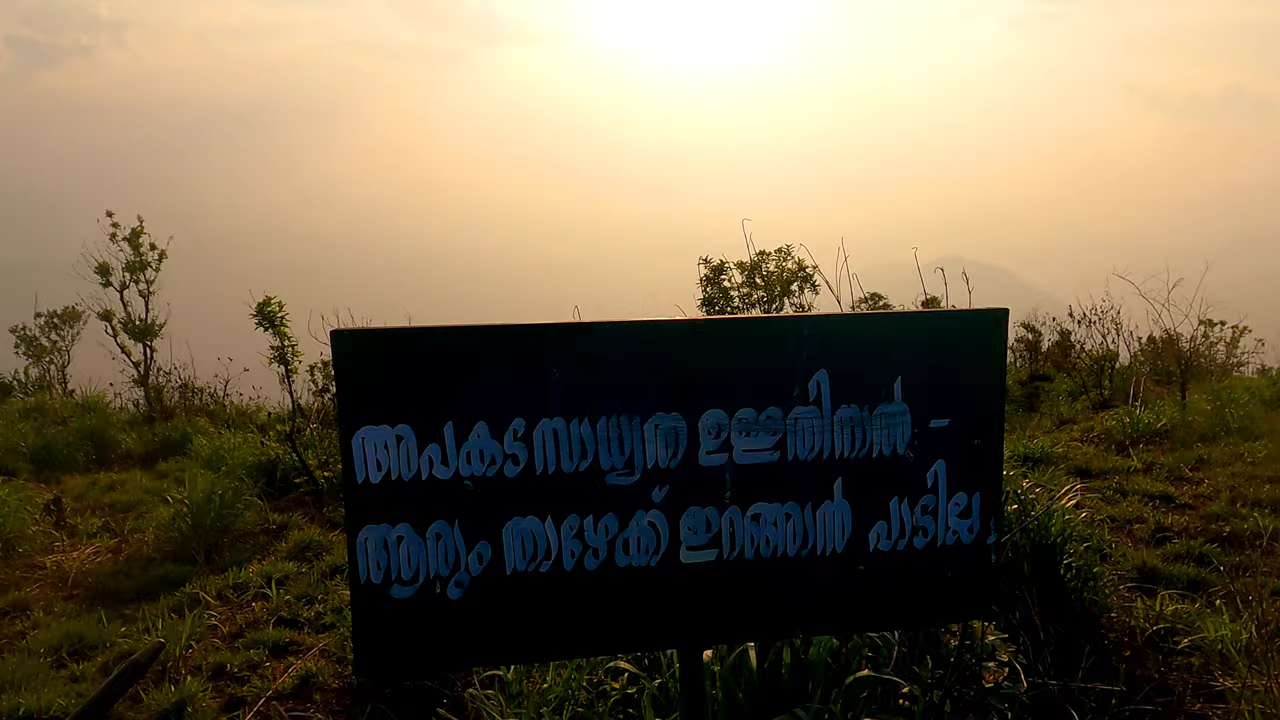 അപകടസാധ്യത ഉള്ളതിനാൽ -
ആരും താഴേക്ക് ഇറങ്ങാൻ പാടില്ല.